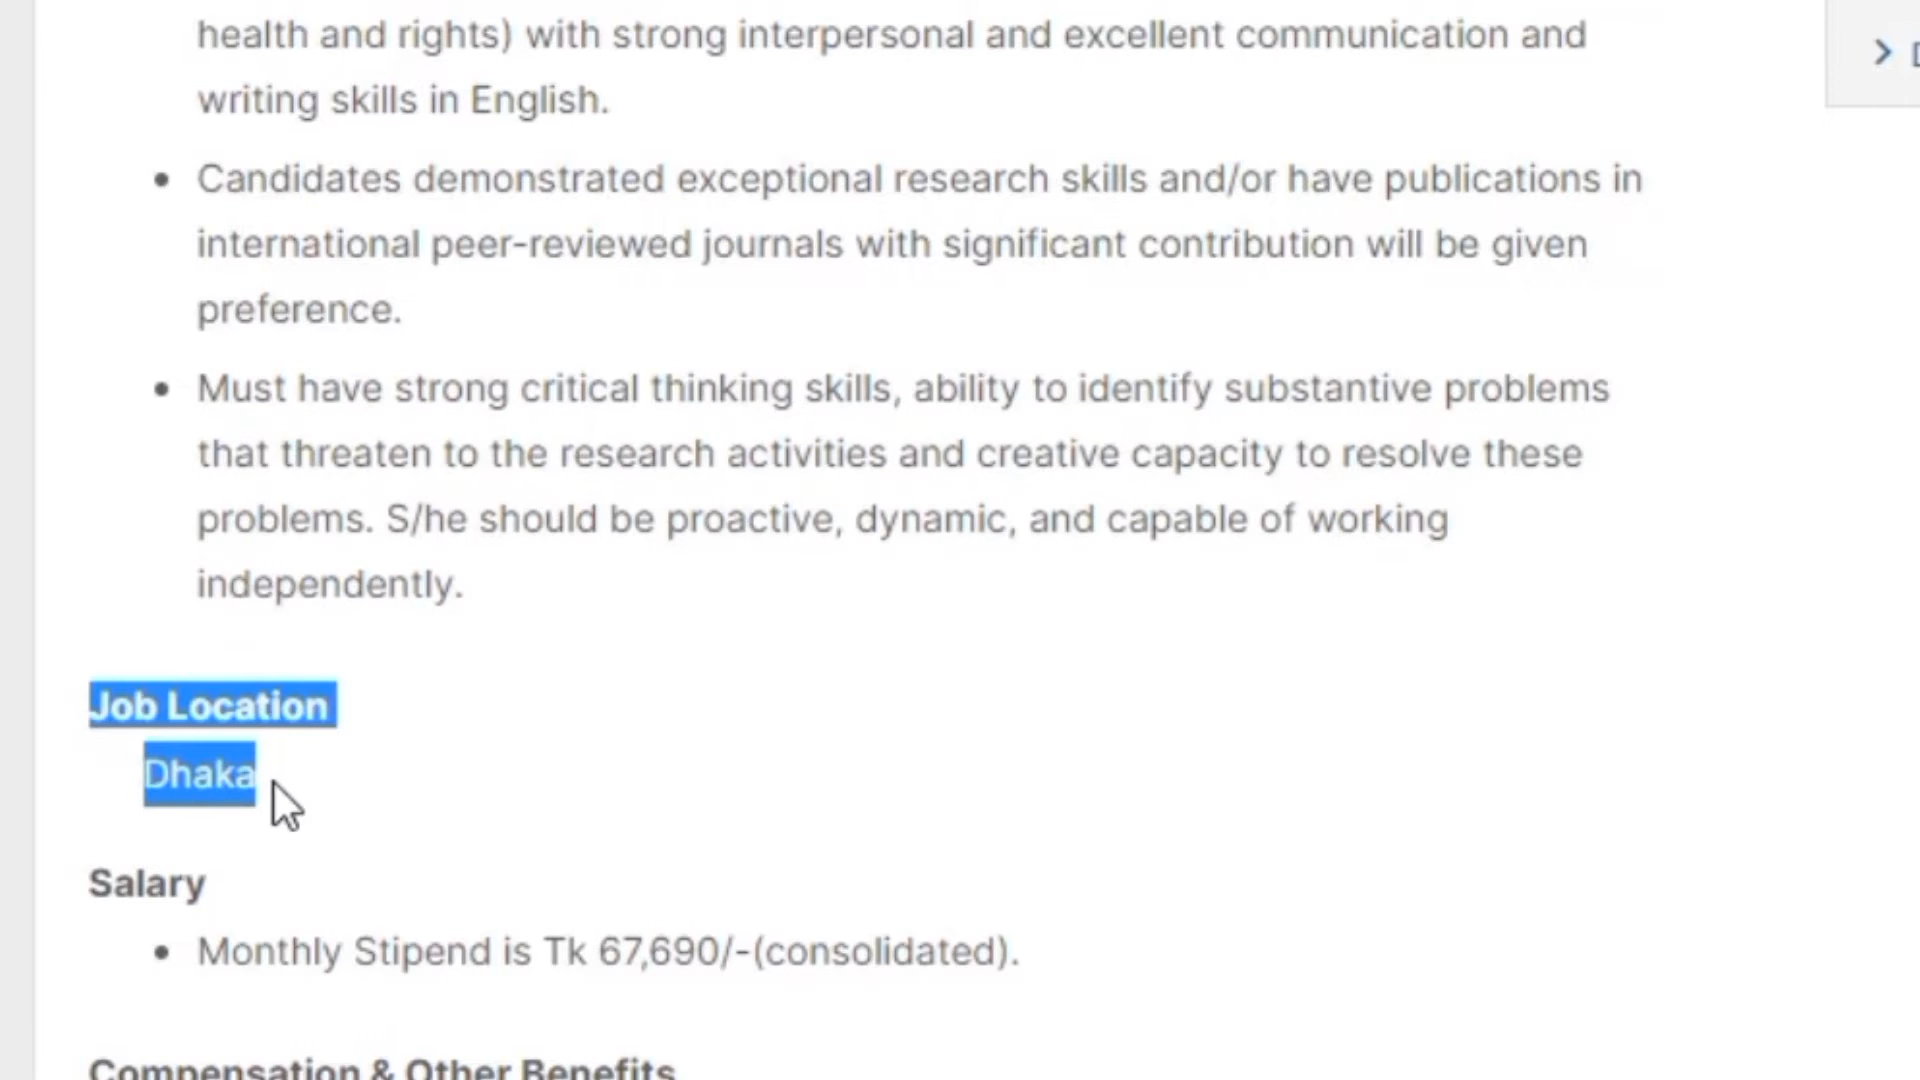 health and rights) with strong interpersonal and excellent communication and
writing skills in English.
• Candidates demonstrated exceptional research skills and/or have publications in
international peer-reviewed journals with significant contribution will be given
preference.
• Must have strong critical thinking skills, ability to identify substantive problems
that threaten to the research activities and creative capacity to resolve these
problems. S/he should be proactive, dynamic, and capable of working
independently.
Job Location
Dhaka
Salary
• Monthly Stipend is Tk 67,690/-(consolidated).
Compensation & Other Benefits